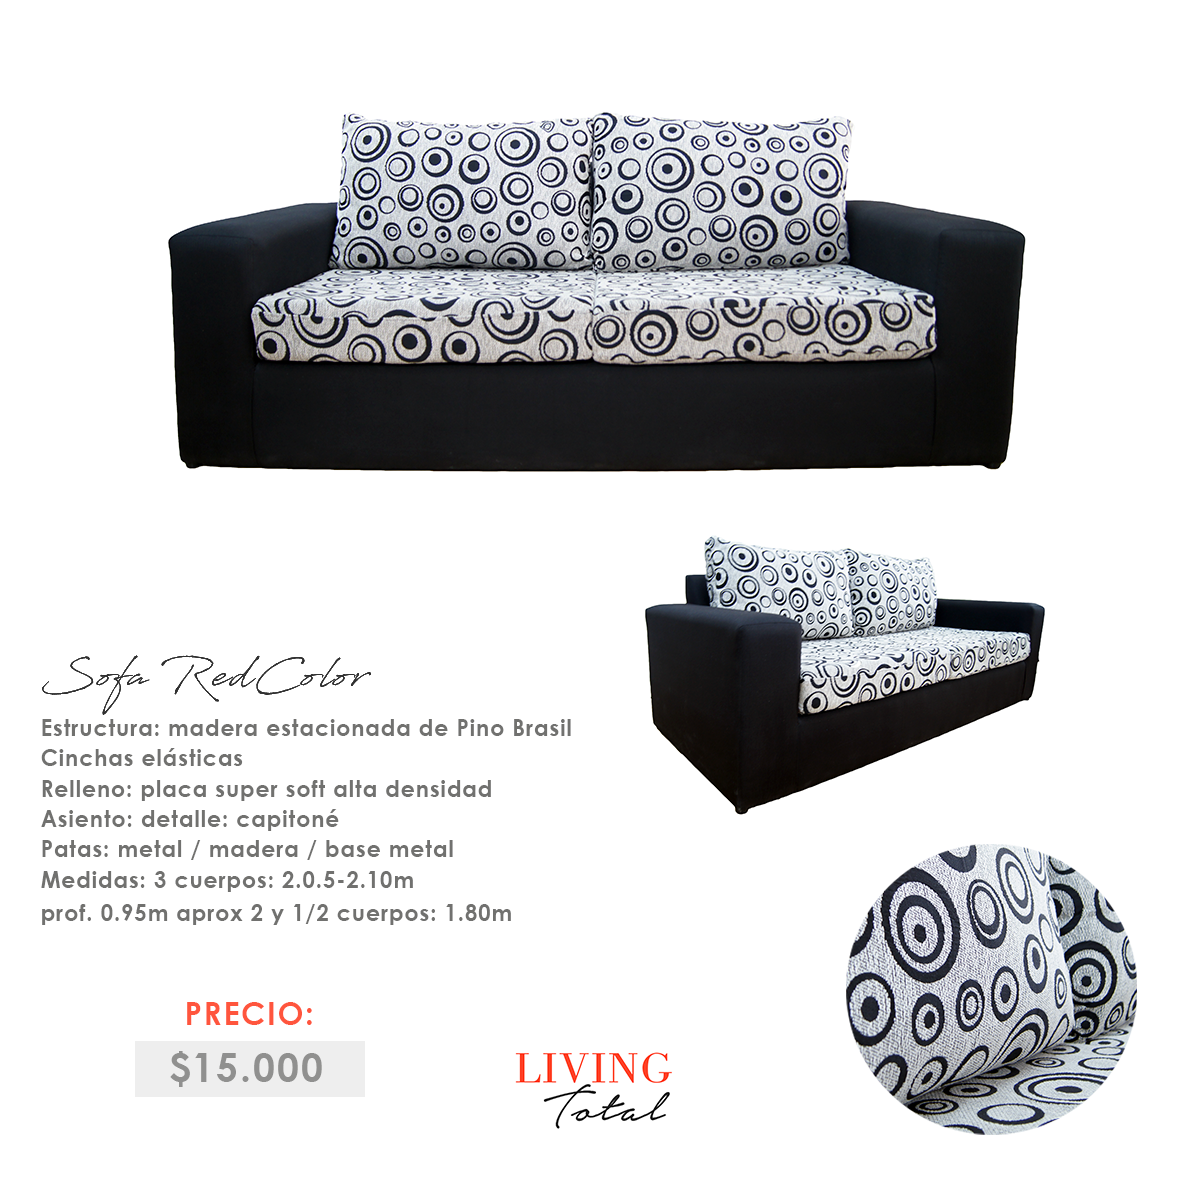 Sofa RedColor
Estructura: madera estacionada de Pino Brasil
Cinchas elásticas
Relleno: placa super soft alta densidad
Asiento: detalle: capitoné
Patas: metal / madera / base metal
Medidas: 3 cuerpos: 2.0.5-2.10m
prof. 0.95m aprox 2 y 1/2 cuerpos: 1.80m
PRECIO:
$15.000
LIVING
Total